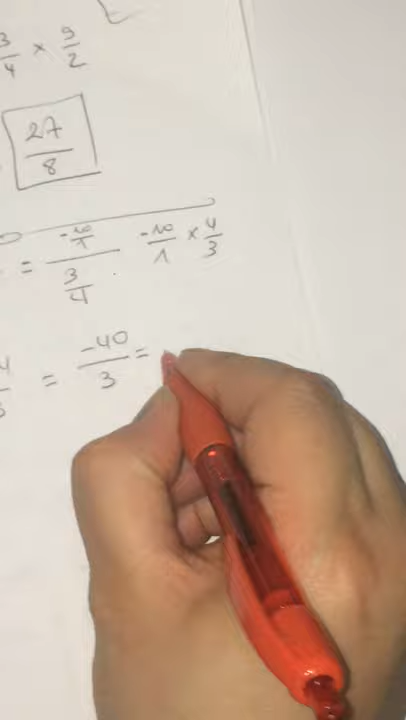 3/4 × 9/2
27/8
= (-10/1)/(3/4) -10/1 × 4/3
= -40/3 =